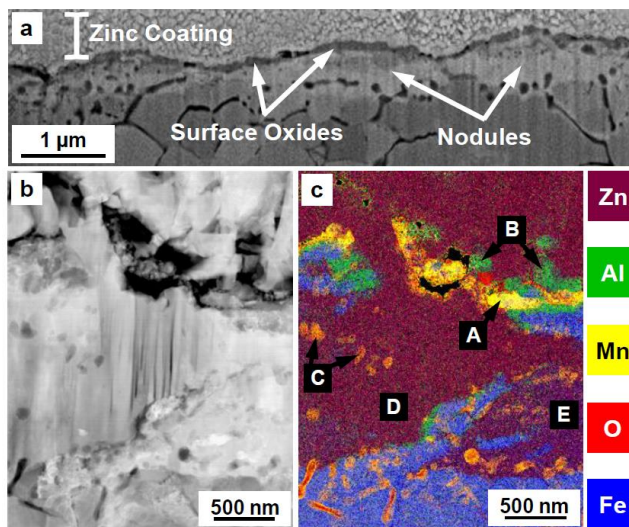 a
Zinc Coating
Surface Oxides
Nodules
1 µm
b
500 nm
c
B
A
C
D
E
500 nm
Zn
Al
Mn
O
Fe